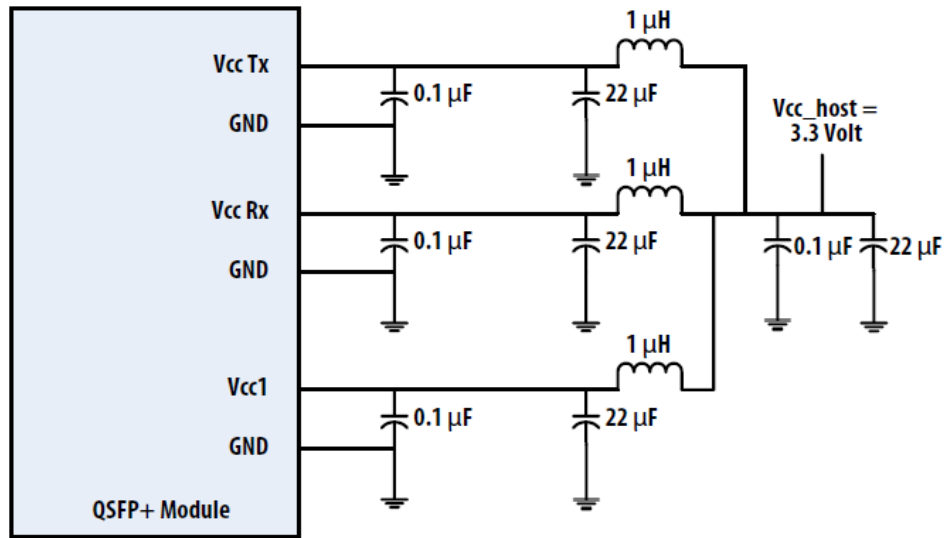 1 µH
Vcc Tx
0.1 µF
22 µF
Vcc_host =
3.3 Volt
GND
1 µH
Vcc Rx
0.1 µF
22 µF
0.1 µF
22 µF
GND
1 µH
Vcc1
0.1 µF
22 µF
GND
QSFP+ Module